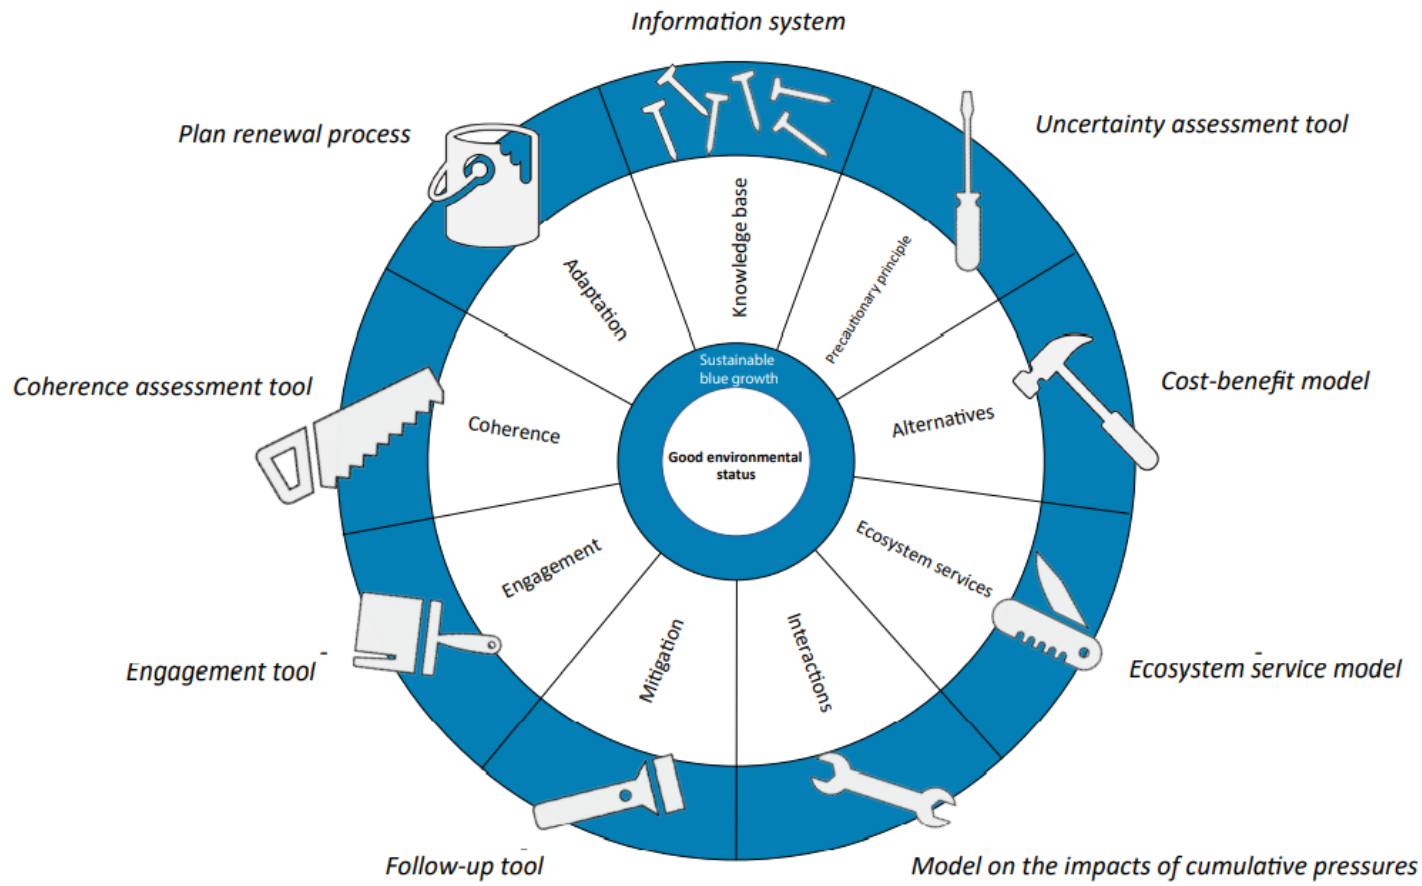 Information system
Plan renewal process
Uncertainty assessment tool
Knowledge base
Precautionary principle
Adaptation
Sustainable
blue growth
Coherence assessment tool
Cost-benefit model
Coherence
Alternatives
Good environmental
status
Engagement
Ecosystem services
Mitigation
Interactions
Engagement tool
Ecosystem service model
Follow-up tool
Model on the impacts of cumulative pressures